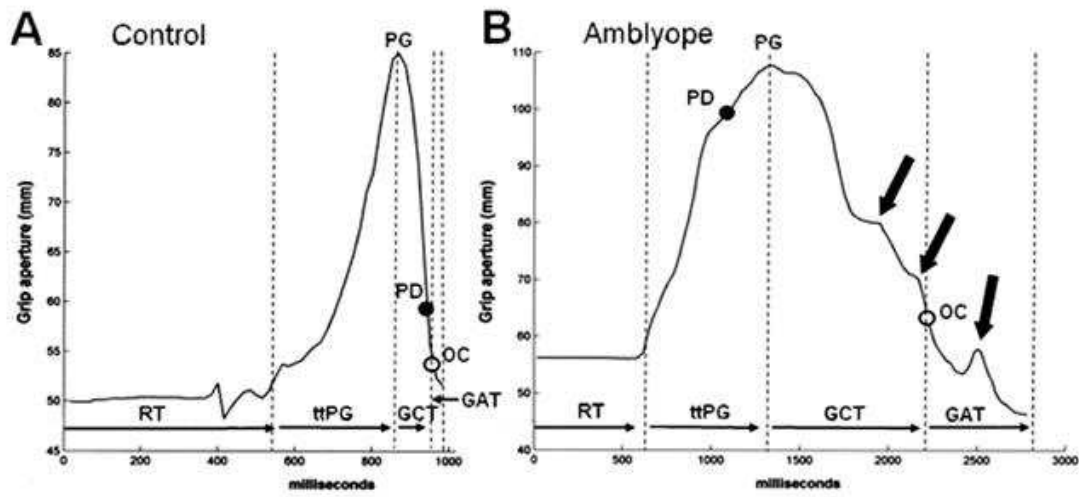 A Control
PG
85
80
75
70
65
60
55
50
45
Grip aperture (mm)
PD
OC
GAT
RT
ttPG
GCT
0 200 400 600 800 1000
milliseconds
B Amblyope
PG
110
100
90
80
70
60
50
40
Grip aperture (mm)
PD
OC
RT
ttPG
GCT
GAT
0 500 1000 1500 2000 2500 3000
milliseconds